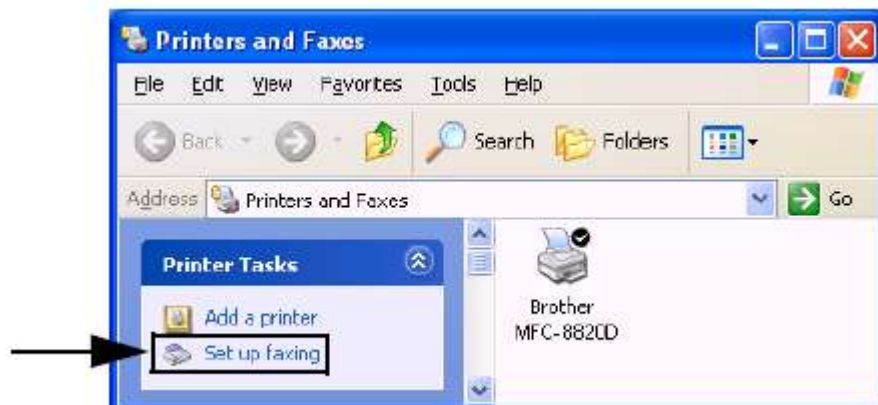 Printers and Faxes
File Edit View Favorites Tools Help
Back Search Folders
Address Printers and Faxes Go
Printer Tasks
Add a printer
Set up faxing
Brother
MFC-8820D